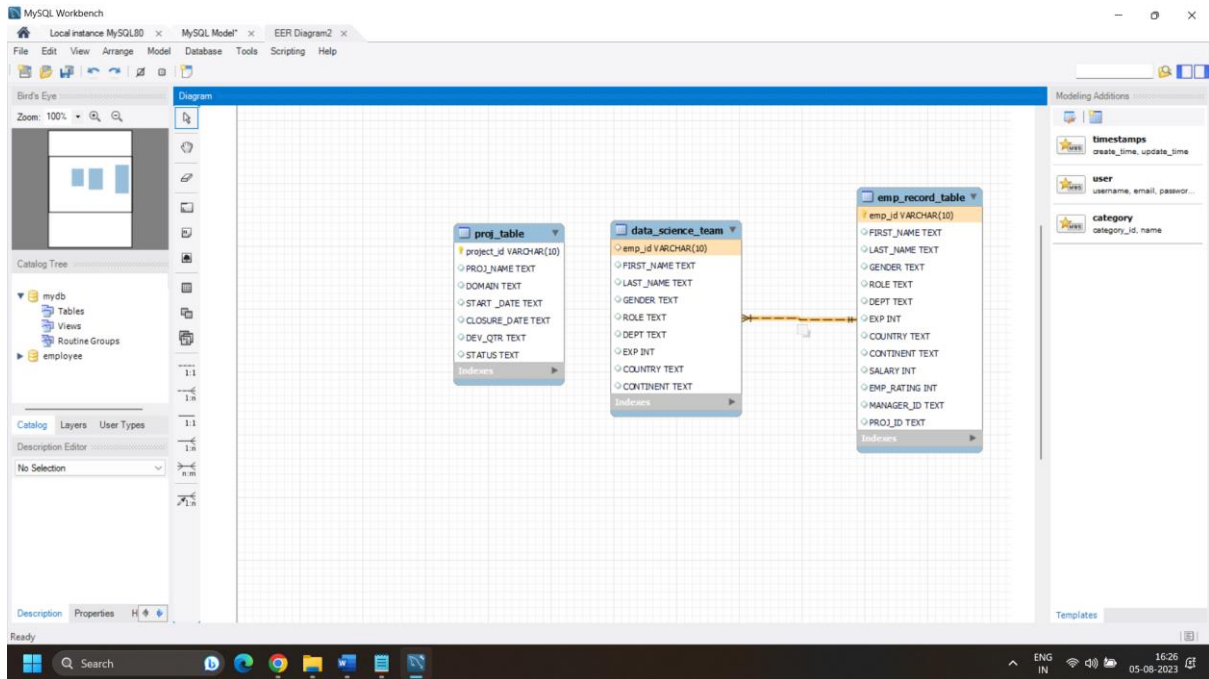 MySQL Workbench
Local instance MySQL80 × MySQL Model* × EER Diagram2 ×
File Edit View Arrange Model Database Tools Scripting Help
Bird's Eye
Zoom: 100%
Diagram
Modeling Additions
timestamps
create_time, update_time
user
username, email, passwor...
category
category_id, name
Catalog Tree
mydb
Tables
Views
Routine Groups
employee
1:1
1:n
1:1
1:n
n:m
1:n
proj_table
project_id VARCHAR(10)
PROJ_NAME TEXT
DOMAIN TEXT
START _DATE TEXT
CLOSURE_DATE TEXT
DEV_QTR TEXT
STATUS TEXT
Indexes
data_science_team
emp_id VARCHAR(10)
FIRST_NAME TEXT
LAST_NAME TEXT
GENDER TEXT
ROLE TEXT
DEPT TEXT
EXP INT
COUNTRY TEXT
CONTINENT TEXT
Indexes
emp_record_table
emp_id VARCHAR(10)
FIRST_NAME TEXT
LAST_NAME TEXT
GENDER TEXT
ROLE TEXT
DEPT TEXT
EXP INT
COUNTRY TEXT
CONTINENT TEXT
SALARY INT
EMP_RATING INT
MANAGER_ID TEXT
PROJ_ID TEXT
Indexes
Catalog Layers User Types
Description Editor
No Selection
Description Properties H
Templates
Ready
Search
ENG
IN
16:26
05-08-2023